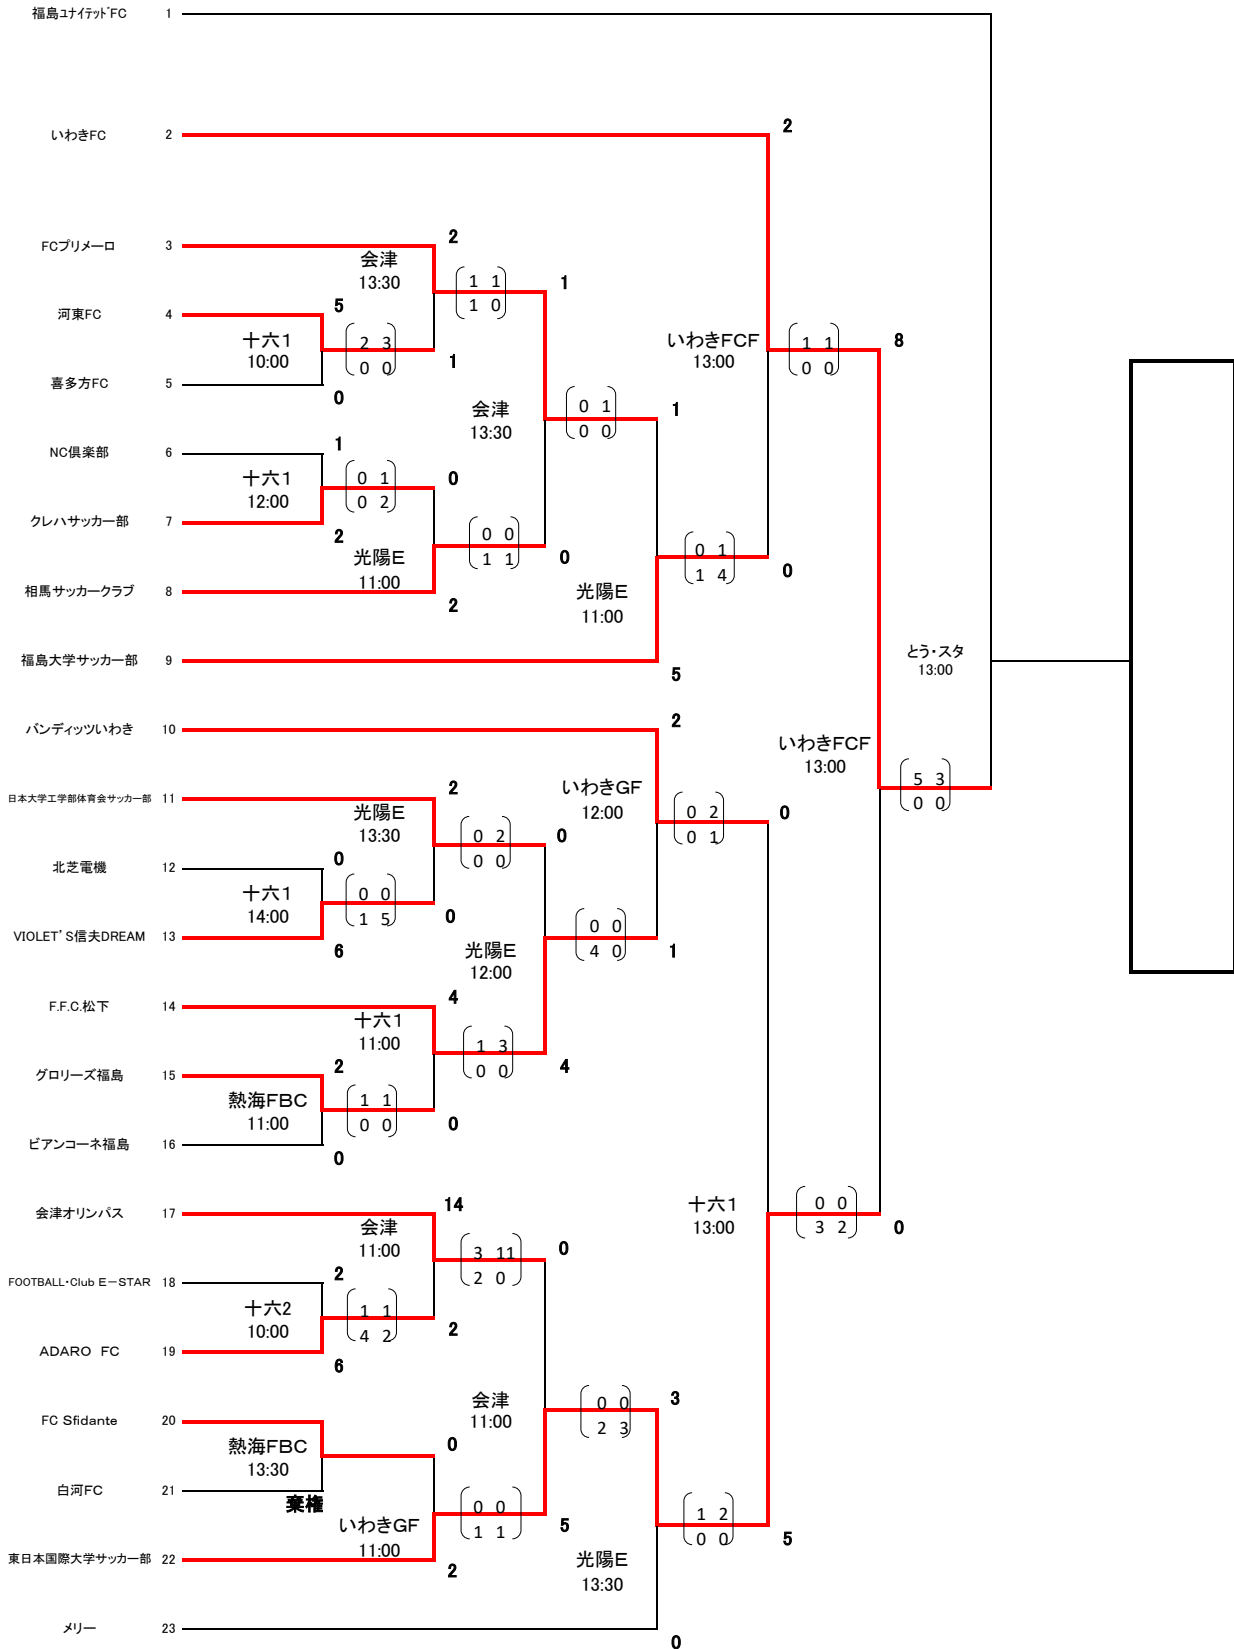 福島ユナイテッドFC 1
いわきFC 2
2
FCプリメーロ 3
2
会津
13:30
1 1
1 0
1
河東FC 4
5
十六1
10:00
2 3
0 0
1
いわきFCF
13:00
1 1
0 0
8
喜多方FC 5
0
会津
13:30
0 1
0 0
1
NC倶楽部 6
1
十六1
12:00
0 1
0 2
0
クレハサッカー部 7
2
光陽E
11:00
0 0
1 1
0
0 1
1 4
0
相馬サッカークラブ 8
2
光陽E
11:00
福島大学サッカー部 9
5
とう・スタ
13:00
バンディッツいわき 10
2
いわきFCF
13:00
5 3
0 0
日本大学工学部体育会サッカー部 11
2
いわきGF
12:00
0 2
0 1
0
光陽E
13:30
0 2
0 0
0
北芝電機 12
0
十六1
14:00
0 0
1 5
0
VIOLET'S信夫DREAM 13
6
光陽E
12:00
0 0
4 0
1
F.F.C.松下 14
4
十六1
11:00
1 3
0 0
4
グロリーズ福島 15
2
熱海FBC
11:00
1 1
0 0
0
ビアンコーネ福島 16
0
会津オリンパス 17
14
十六1
13:00
0 0
3 2
0
会津
11:00
3 11
2 0
0
FOOTBALL・Club E－STAR 18
2
十六2
10:00
1 1
4 2
2
ADARO FC 19
6
会津
11:00
0 0
2 3
3
FC Sfidante 20
熱海FBC
13:30
0
白河FC 21
棄権
いわきGF
11:00
0 0
1 1
5
1 2
0 0
5
東日本国際大学サッカー部 22
2
光陽E
13:30
メリー 23
0